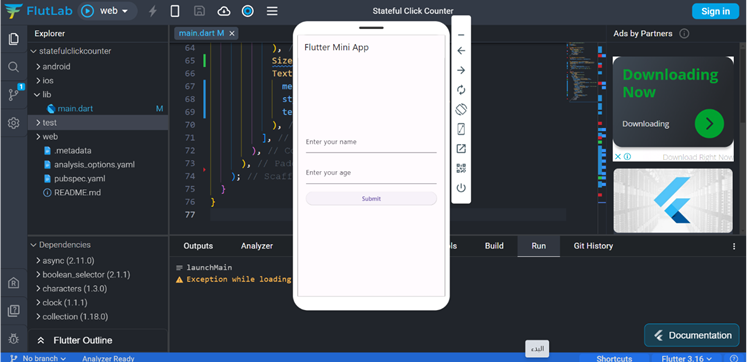 FlutLab
web
Stateful Click Counter
Sign in
Explorer
statefulclickcounter
android
ios
lib
main.dart M
test
web
.metadata
analysis_options.yaml
pubspec.yaml
README.md
Dependencies
async (2.11.0)
boolean_selector (2.1.1)
characters (1.3.0)
clock (1.1.1)
collection (1.18.0)
Flutter Outline
main.dart M X
64 ), //
65 Size
66 Text
67 me
68 st
69 te
70 ), //
71 ], //
72 ), // Co
73 ), // Padd
74 ); // Scaff
75 }
76 }
77
Flutter Mini App
Enter your name
Enter your age
Submit
Outputs Analyzer ls Build Run Git History
launchMain
Exception while loading
Ads by Partners
Downloading
Now
Downloading
Download Right Now
Documentation
البدء
No branch
Analyzer Ready
Shortcuts
Flutter 3.16